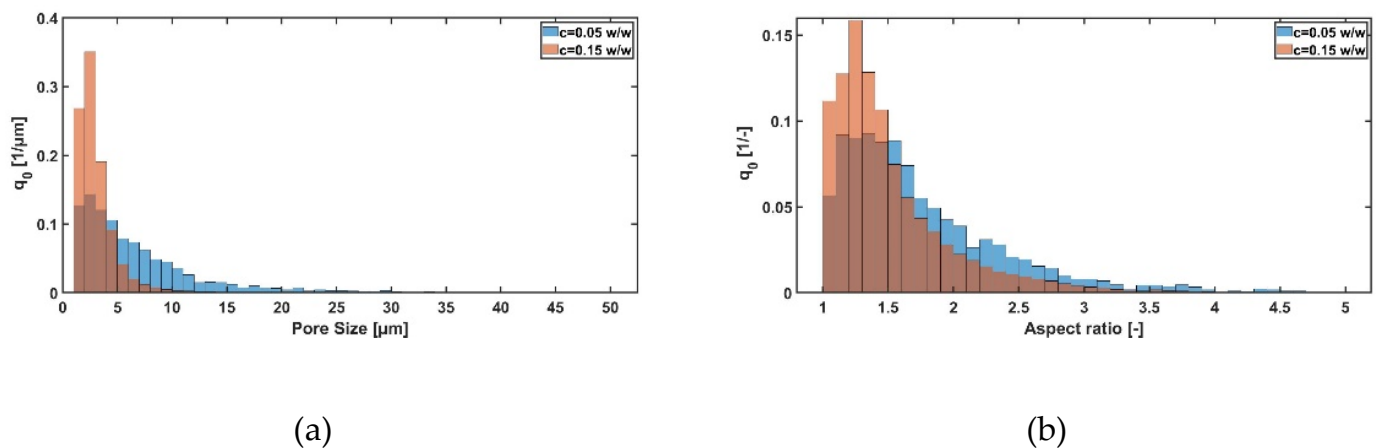 0.4
0.3
0.2
0.1
0
q0 [1/µm]
0 5 10 15 20 25 30 35 40 45 50
Pore Size [µm]
c=0.05 w/w
c=0.15 w/w
(a)
0.15
0.1
0.05
0
q0 [1/-]
1 1.5 2 2.5 3 3.5 4 4.5 5
Aspect ratio [-]
c=0.05 w/w
c=0.15 w/w
(b)